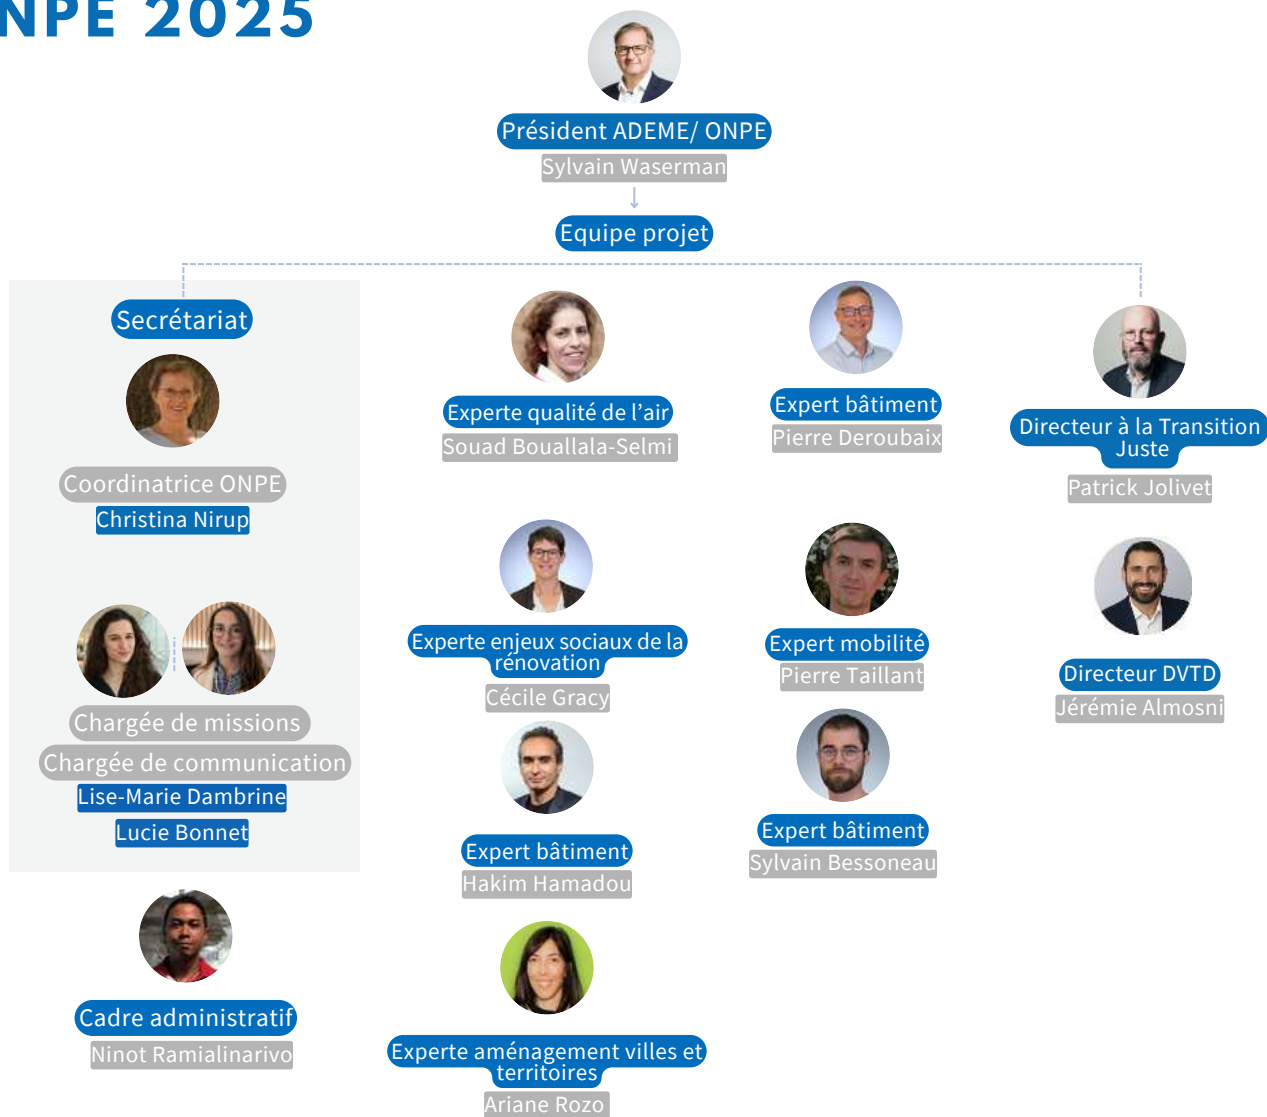 NPE 2025
Président ADEME/ ONPE
Sylvain Waserman
Equipe projet
Secrétariat
Coordinatrice ONPE
Christina Nirup
Chargée de missions
Chargée de communication
Lise-Marie Dambrine
Lucie Bonnet
Cadre administratif
Ninot Ramialinarivo
Experte qualité de l’air
Souad Bouallala-Selmi
Experte enjeux sociaux de la
rénovation
Cécile Gracy
Expert bâtiment
Hakim Hamadou
Experte aménagement villes et
territoires
Ariane Rozo
Expert bâtiment
Pierre Deroubaix
Expert mobilité
Pierre Taillant
Expert bâtiment
Sylvain Bessoneau
Directeur à la Transition
Juste
Patrick Jolivet
Directeur DVTD
Jérémie Almosni